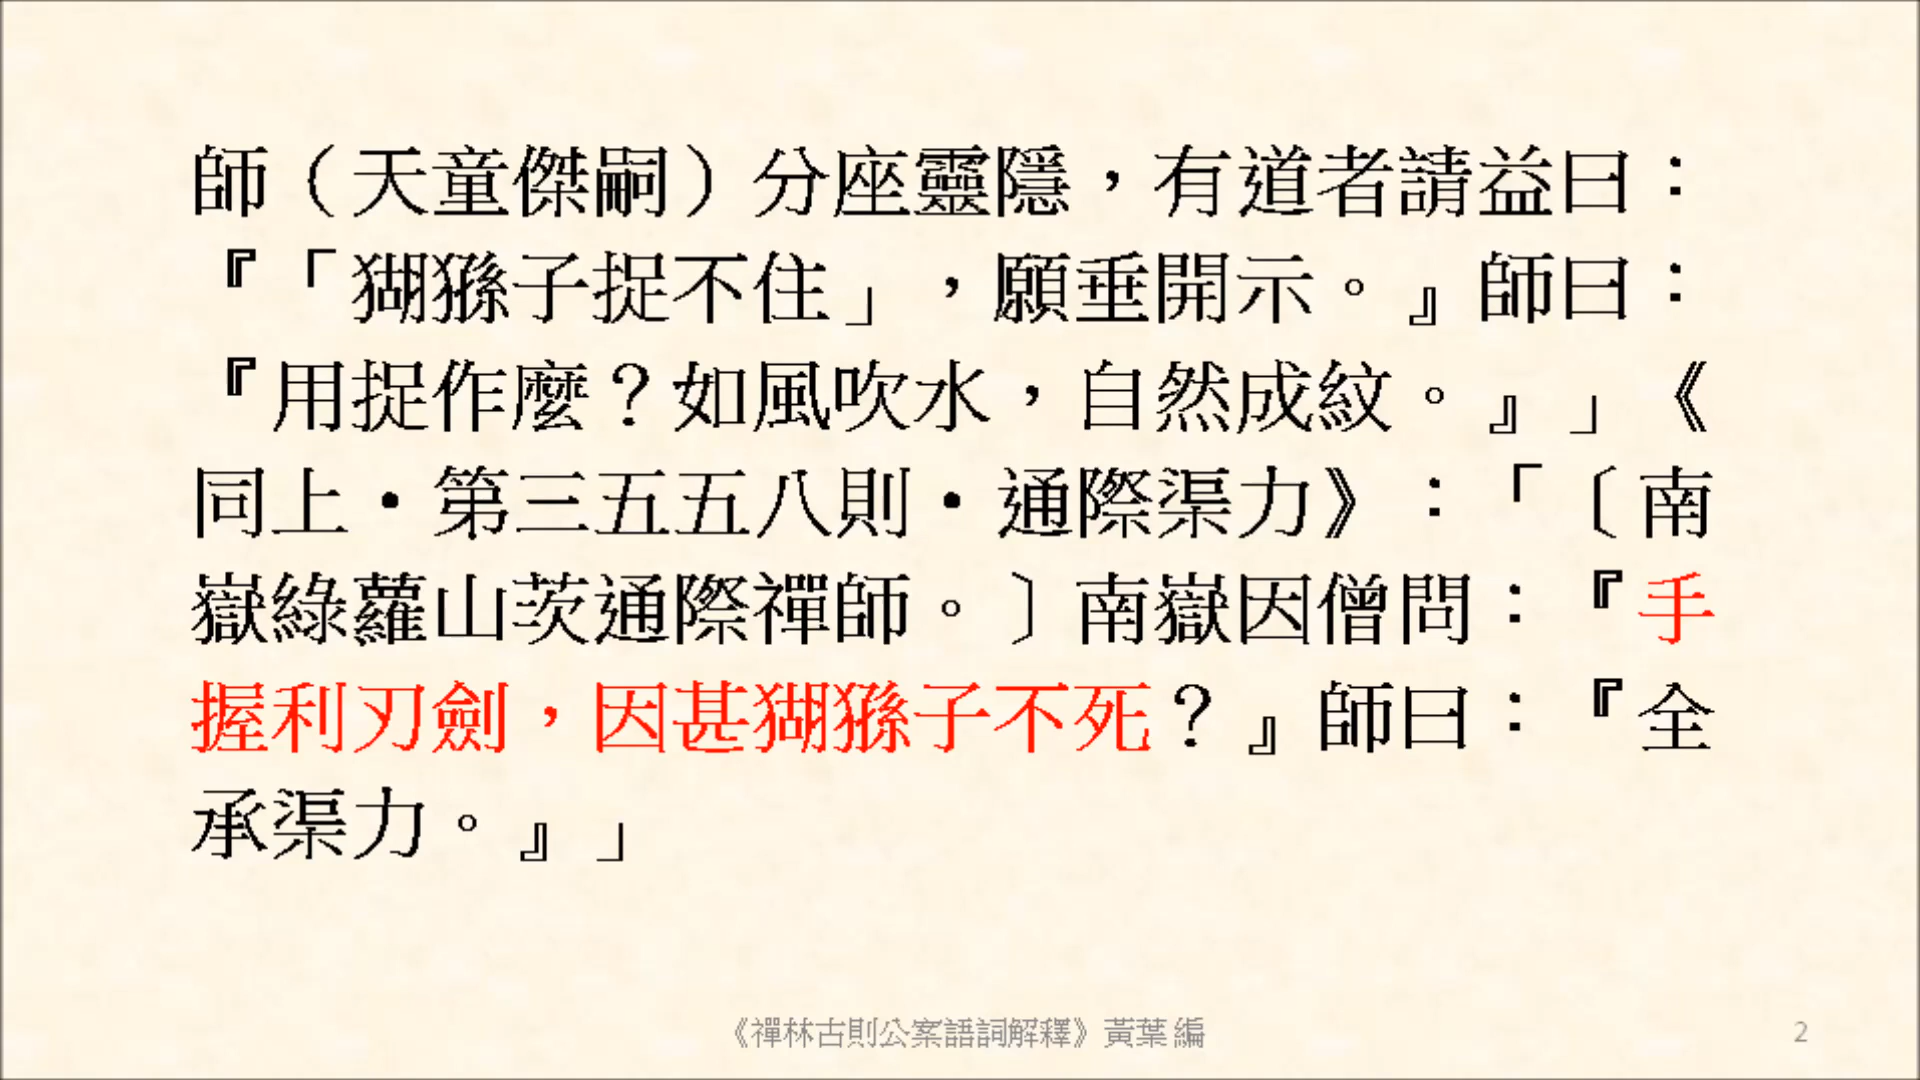 師（天童傑嗣）分座靈隱，有道者請益曰：
『「猢猻子捉不住」，願垂開示。』師曰：
『用捉作麼？如風吹水，自然成紋。』」《
同上·第三五五八則·通際渠力》：「〔南
嶽綠蘿山茨通際禪師。〕南嶽因僧問：『手
握利刃劍，因甚猢猻子不死？』師曰：『全
承渠力。』」
《禪林古則公案語詞解釋》黃葉 編
2